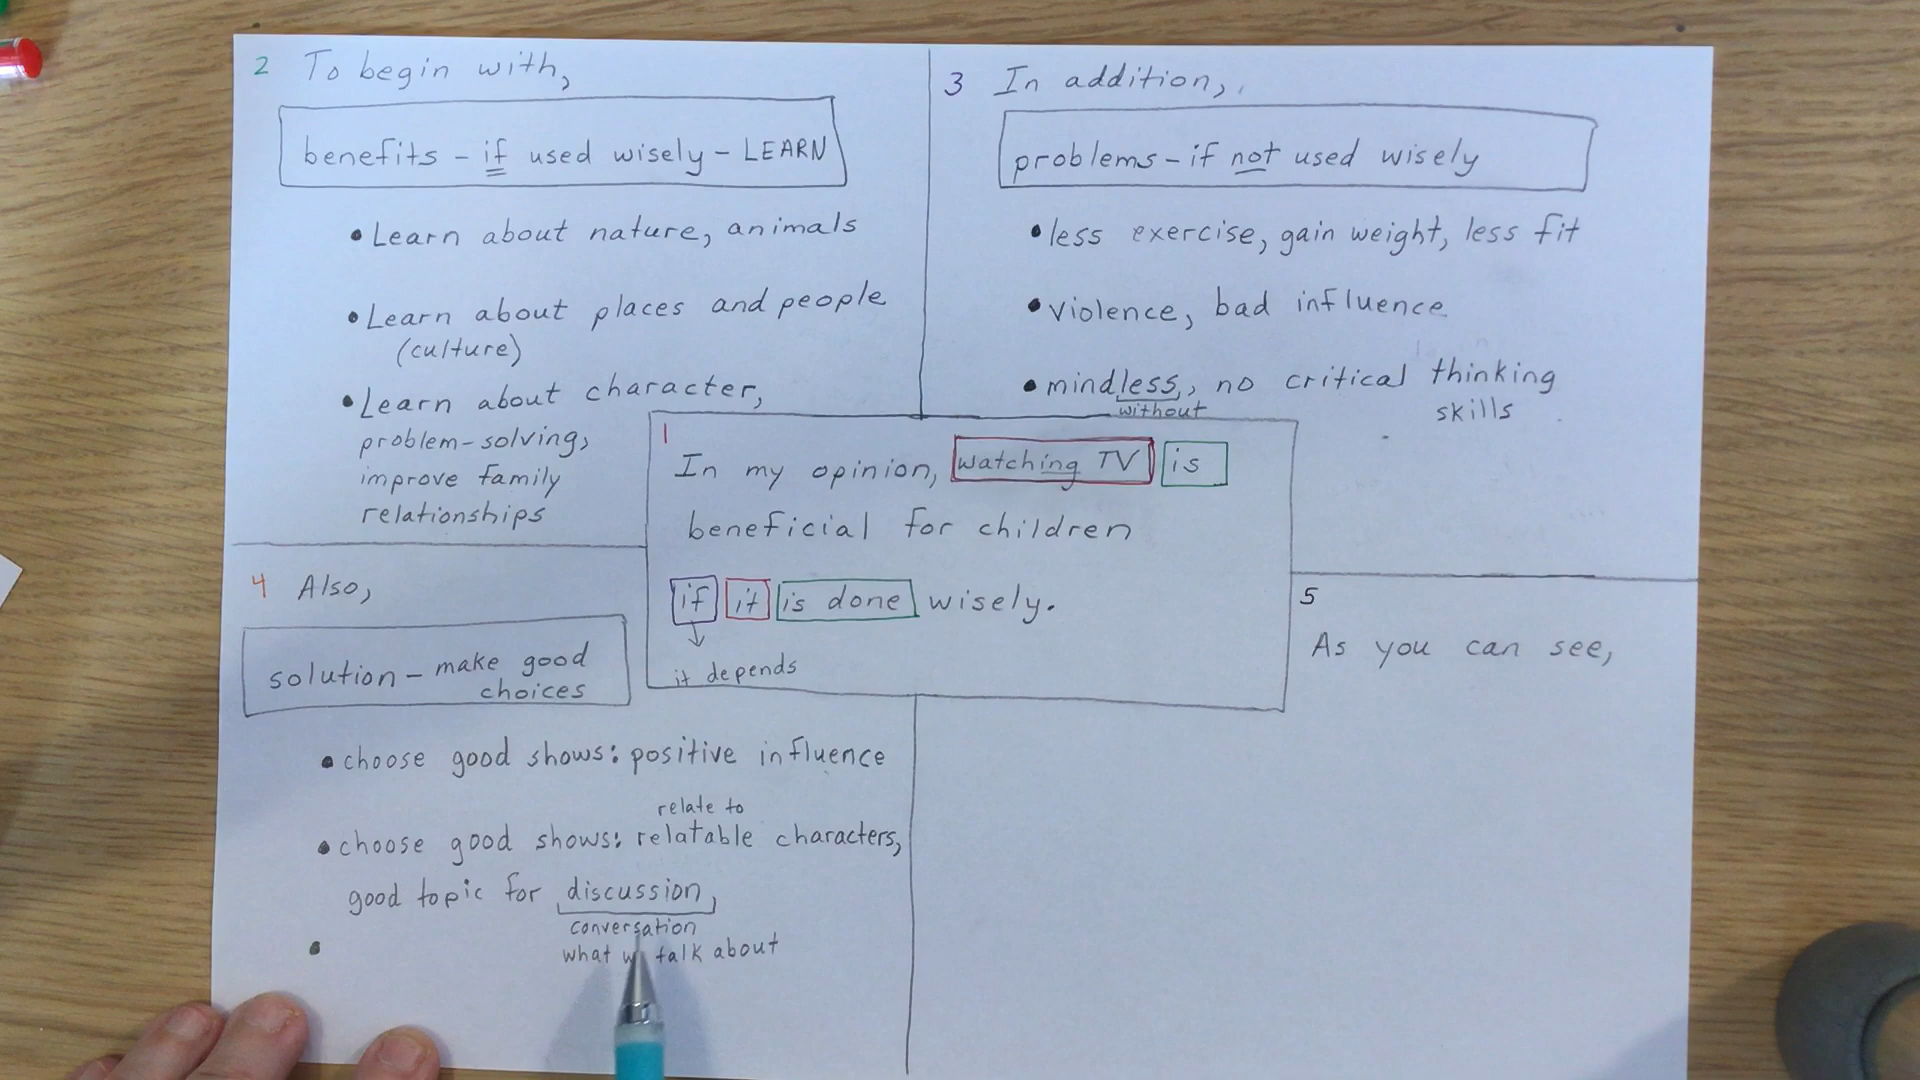 2 To begin with,
benefits - if used wisely - LEARN
• Learn about nature, animals
• Learn about places and people
(culture)
• Learn about character,
problem-solving,
improve family
relationships
3 In addition,
problems - if not used wisely
• less exercise, gain weight, less fit
• violence, bad influence
• mindless, no critical thinking
without
skills
1
In my opinion, watching TV is
beneficial for children
if it is done wisely.
it depends
4 Also,
solution - make good
choices
• choose good shows: positive influence
relate to
• choose good shows: relatable characters,
good topic for discussion,
conversation
what talk about
•
5
As you can see,